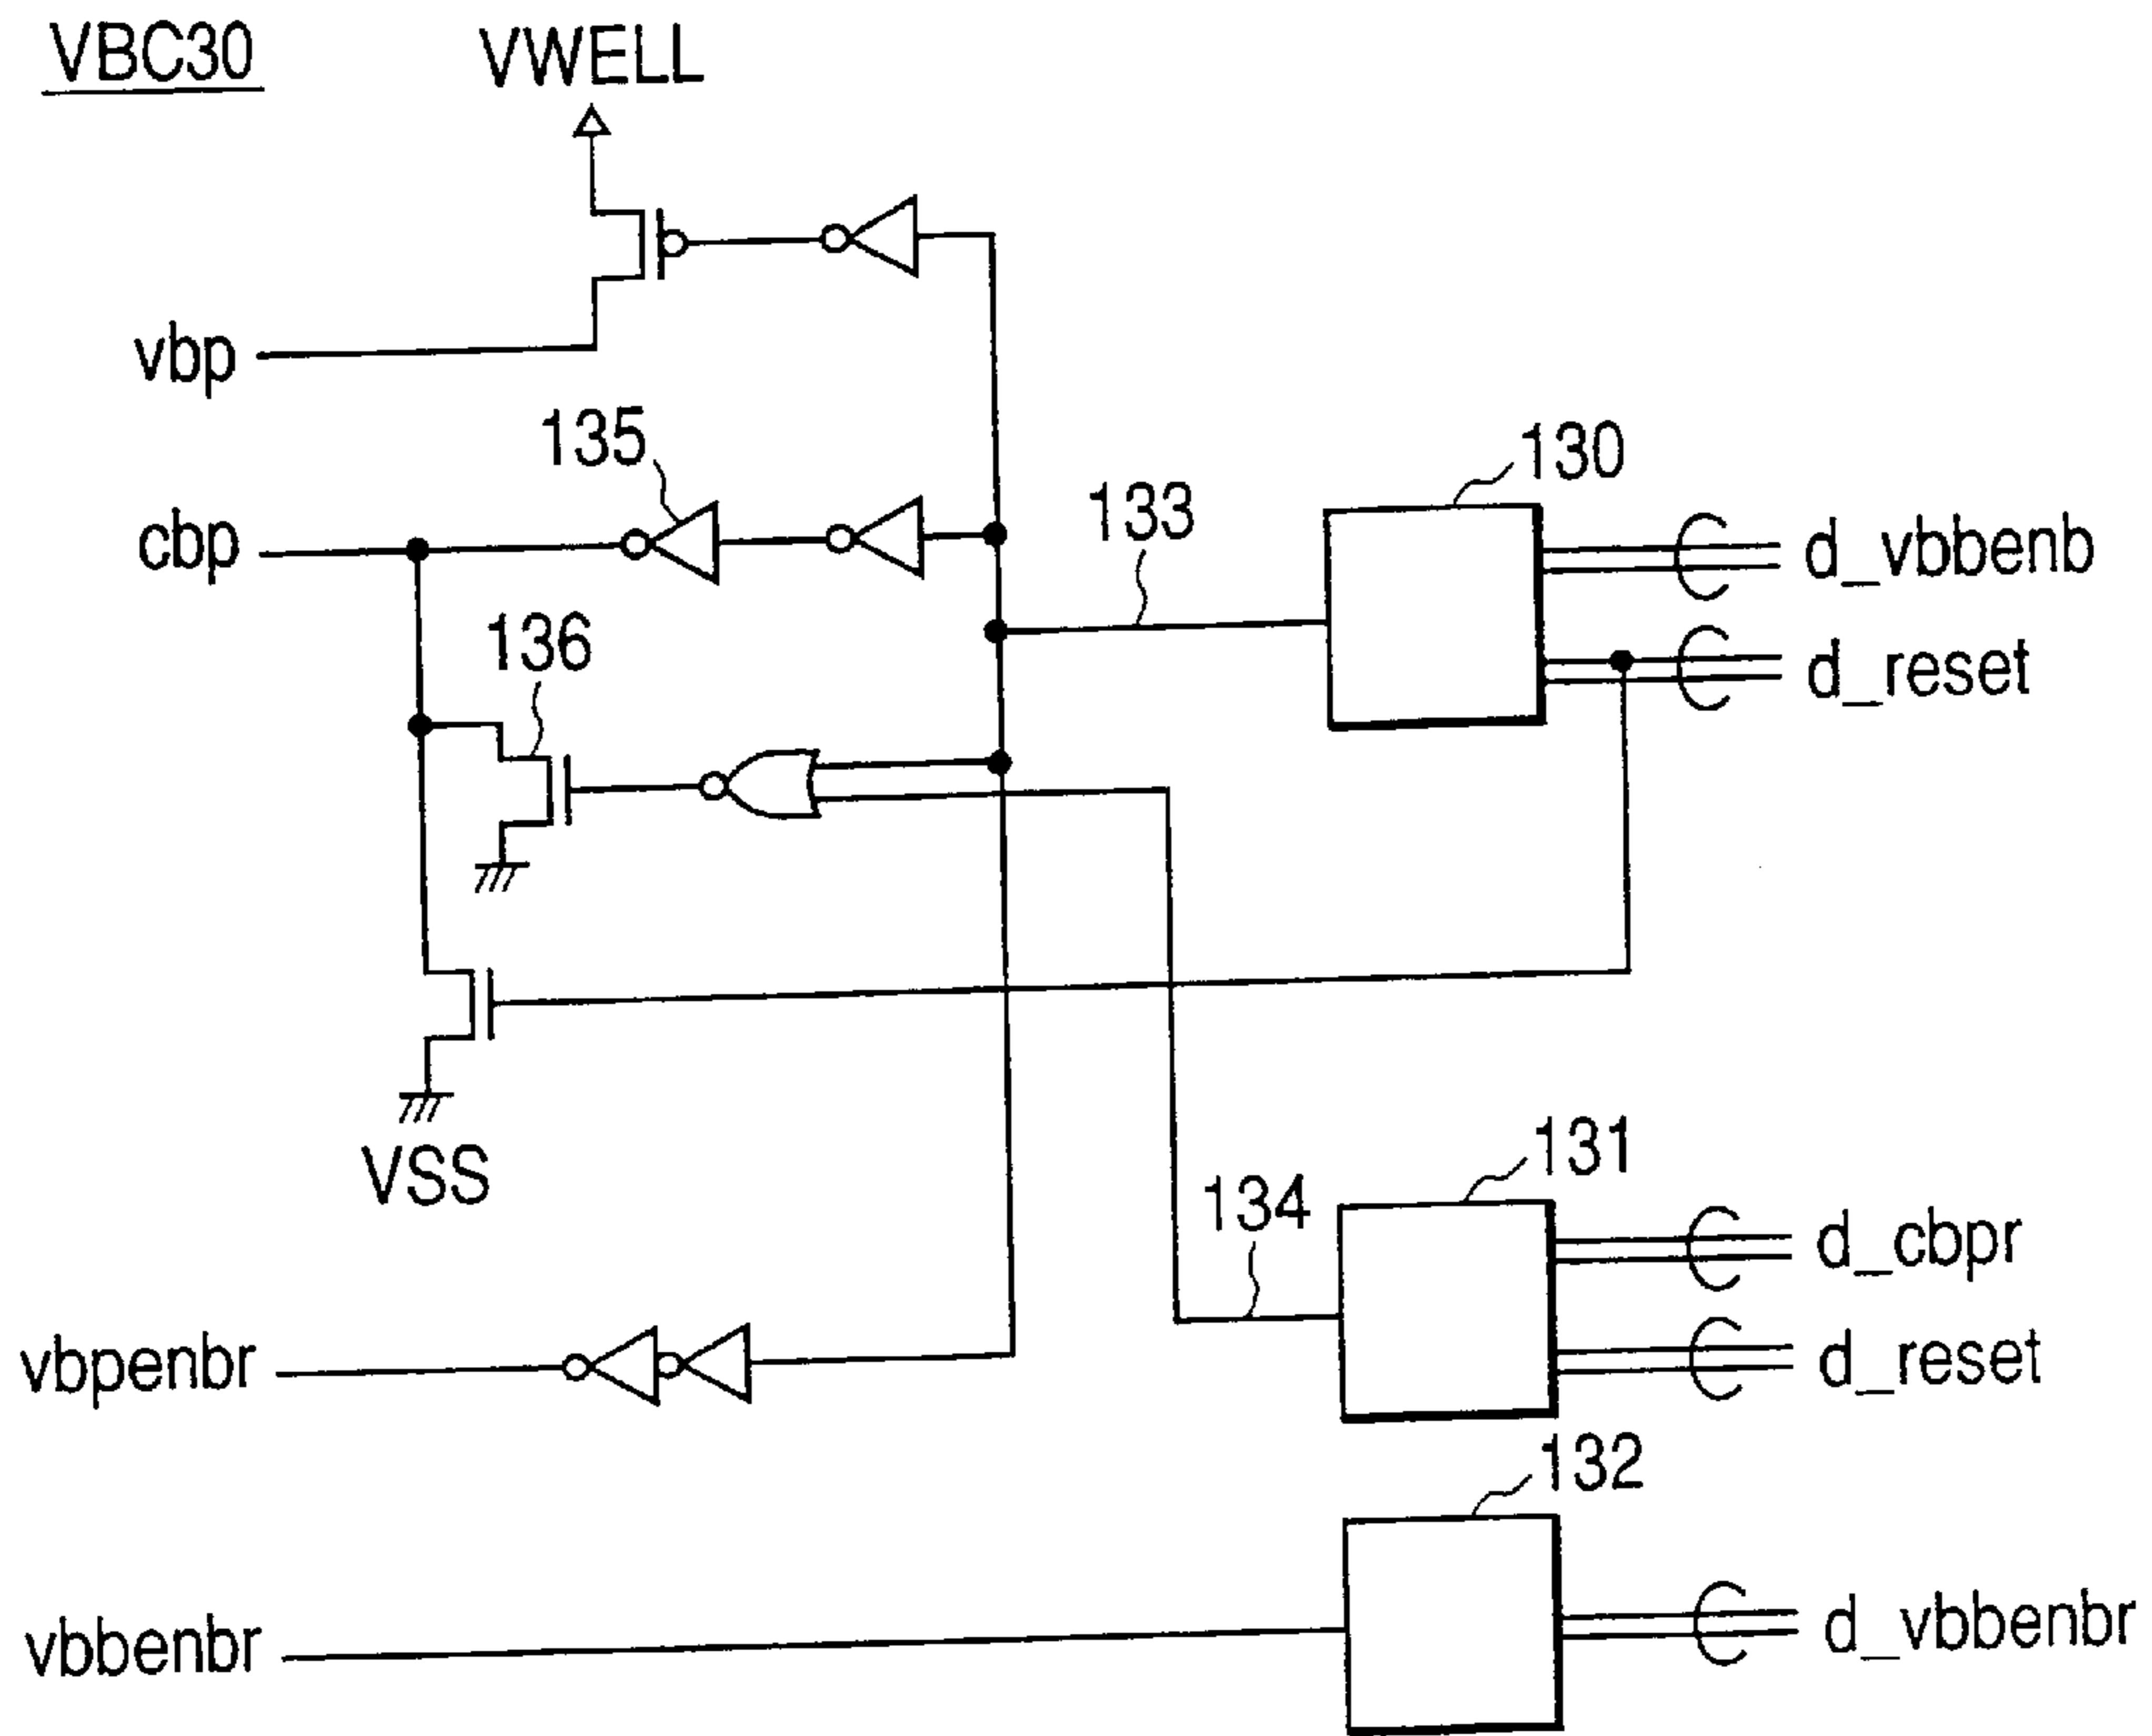 VBC30
VWELL
vbp
135
130
cbp
133
d_vbbenb
136
d_reset
VSS
131
134
d_cbpr
vbpenbr
d_reset
132
vbbenbr
d_vbbenbr